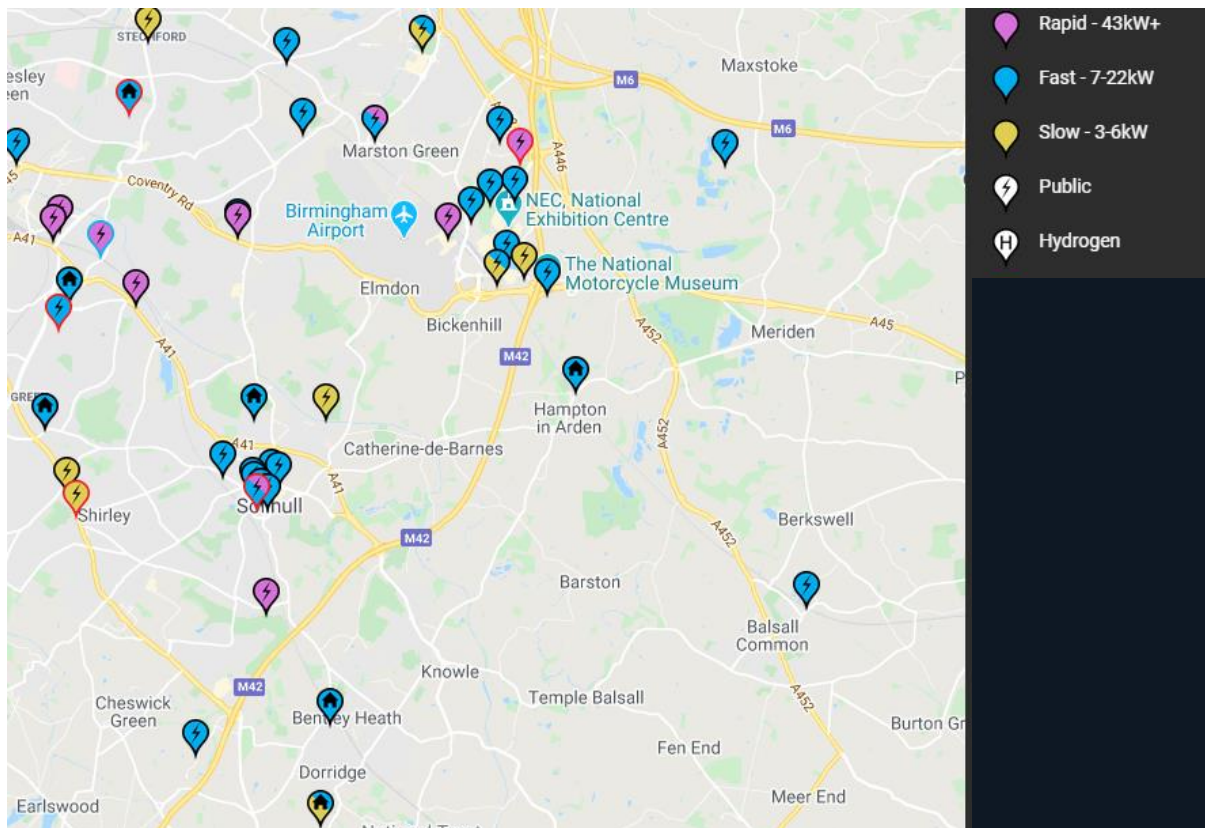 STECHFORD
Maxstoke
M6
M6
A446
Marston Green
Coventry Rd
Birmingham
Airport
NEC, National
Exhibition Centre
A41
The National
Motorcycle Museum
Elmdon
Bickenhill
A452
A45
Meriden
M42
A41
Hampton
in Arden
A41
A452
Catherine-de-Barnes
A41
Solihull
Shirley
A452
Berkswell
M42
Barston
Balsall
Common
Knowle
M42
Temple Balsall
A452
Cheswick
Green
Bentley Heath
Burton Gr
Fen End
Dorridge
Meer End
Earlswood
Rapid - 43kW+
Fast - 7-22kW
Slow - 3-6kW
Public
H Hydrogen